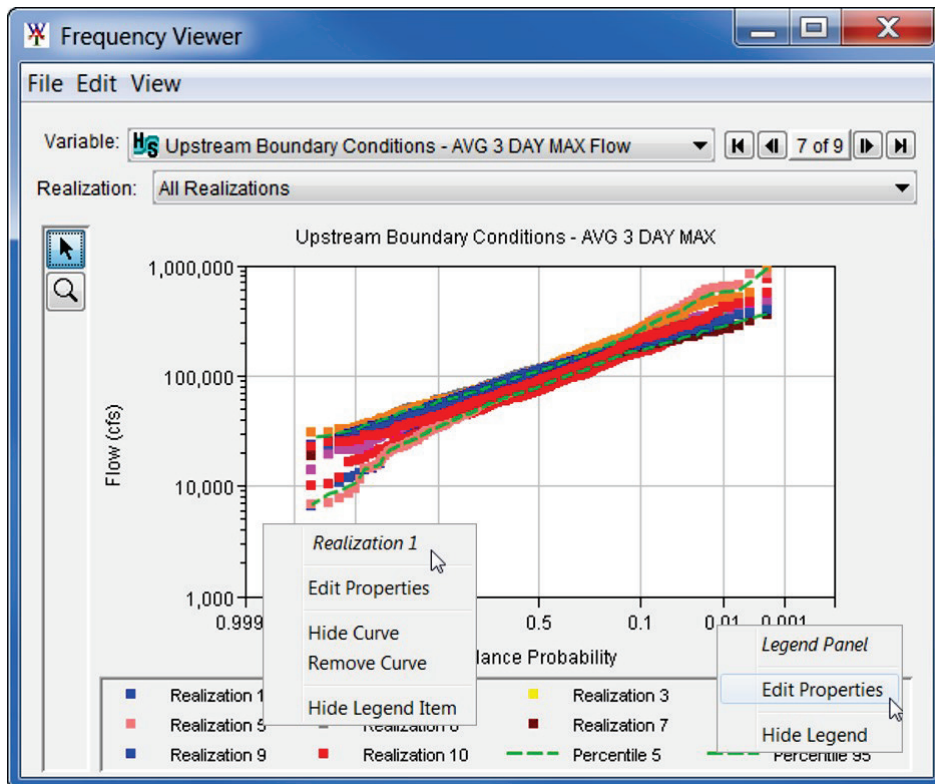 Frequency Viewer
File Edit View
Variable: HS Upstream Boundary Conditions - AVG 3 DAY MAX Flow 7 of 9
Realization: All Realizations
Upstream Boundary Conditions - AVG 3 DAY MAX
1,000,000
100,000
10,000
1,000
Flow (cfs)
0.999 0.5 0.1 0.01 0.001
Probability
Realization 1
Edit Properties
Hide Curve
Remove Curve
Hide Legend Item
Legend Panel
Edit Properties
Hide Legend
Realization 1 Realization 3
Realization 5 Realization 7
Realization 9 Realization 10 Percentile 5 Percentile 95